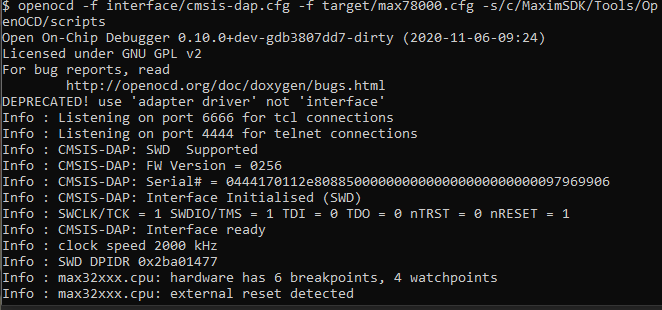 $ openocd -f interface/cmsis-dap.cfg -f target/max78000.cfg -s/c/MaximSDK/Tools/Op
enOCD/scripts
Open On-Chip Debugger 0.10.0+dev-gdb3807dd7-dirty (2020-11-06-09:24)
Licensed under GNU GPL v2
For bug reports, read
        http://openocd.org/doc/doxygen/bugs.html
DEPRECATED! use 'adapter driver' not 'interface'
Info : Listening on port 6666 for tcl connections
Info : Listening on port 4444 for telnet connections
Info : CMSIS-DAP: SWD  Supported
Info : CMSIS-DAP: FW Version = 0256
Info : CMSIS-DAP: Serial# = 0444170112e8088500000000000000000000000097969906
Info : CMSIS-DAP: Interface Initialised (SWD)
Info : SWCLK/TCK = 1 SWDIO/TMS = 1 TDI = 0 TDO = 0 nTRST = 0 nRESET = 1
Info : CMSIS-DAP: Interface ready
Info : clock speed 2000 kHz
Info : SWD DPIDR 0x2ba01477
Info : max32xxx.cpu: hardware has 6 breakpoints, 4 watchpoints
Info : max32xxx.cpu: external reset detected